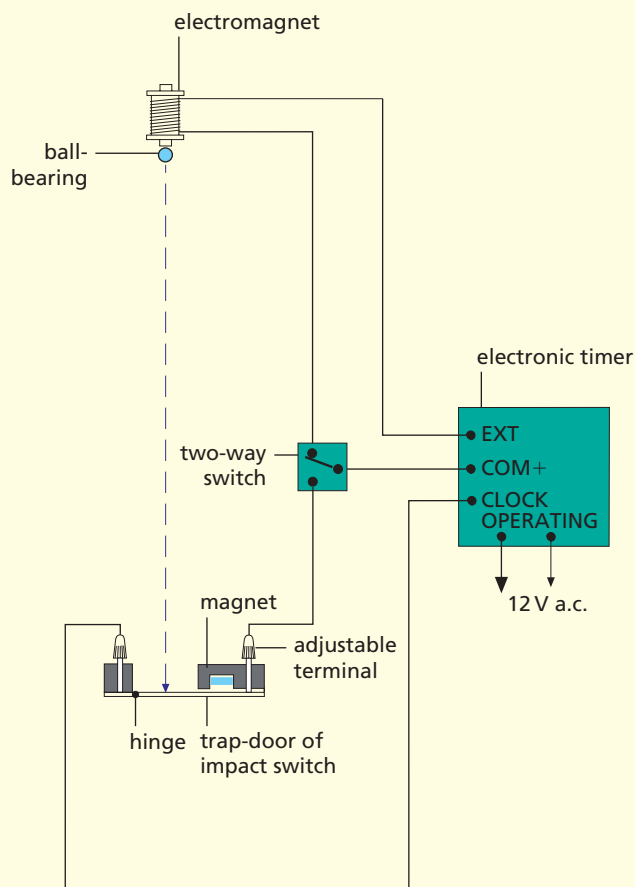 electromagnet
ball-
bearing
electronic timer
EXT
two-way
switch
COM+
CLOCK
OPERATING
12 V a.c.
magnet
adjustable
terminal
hinge
trap-door of
impact switch